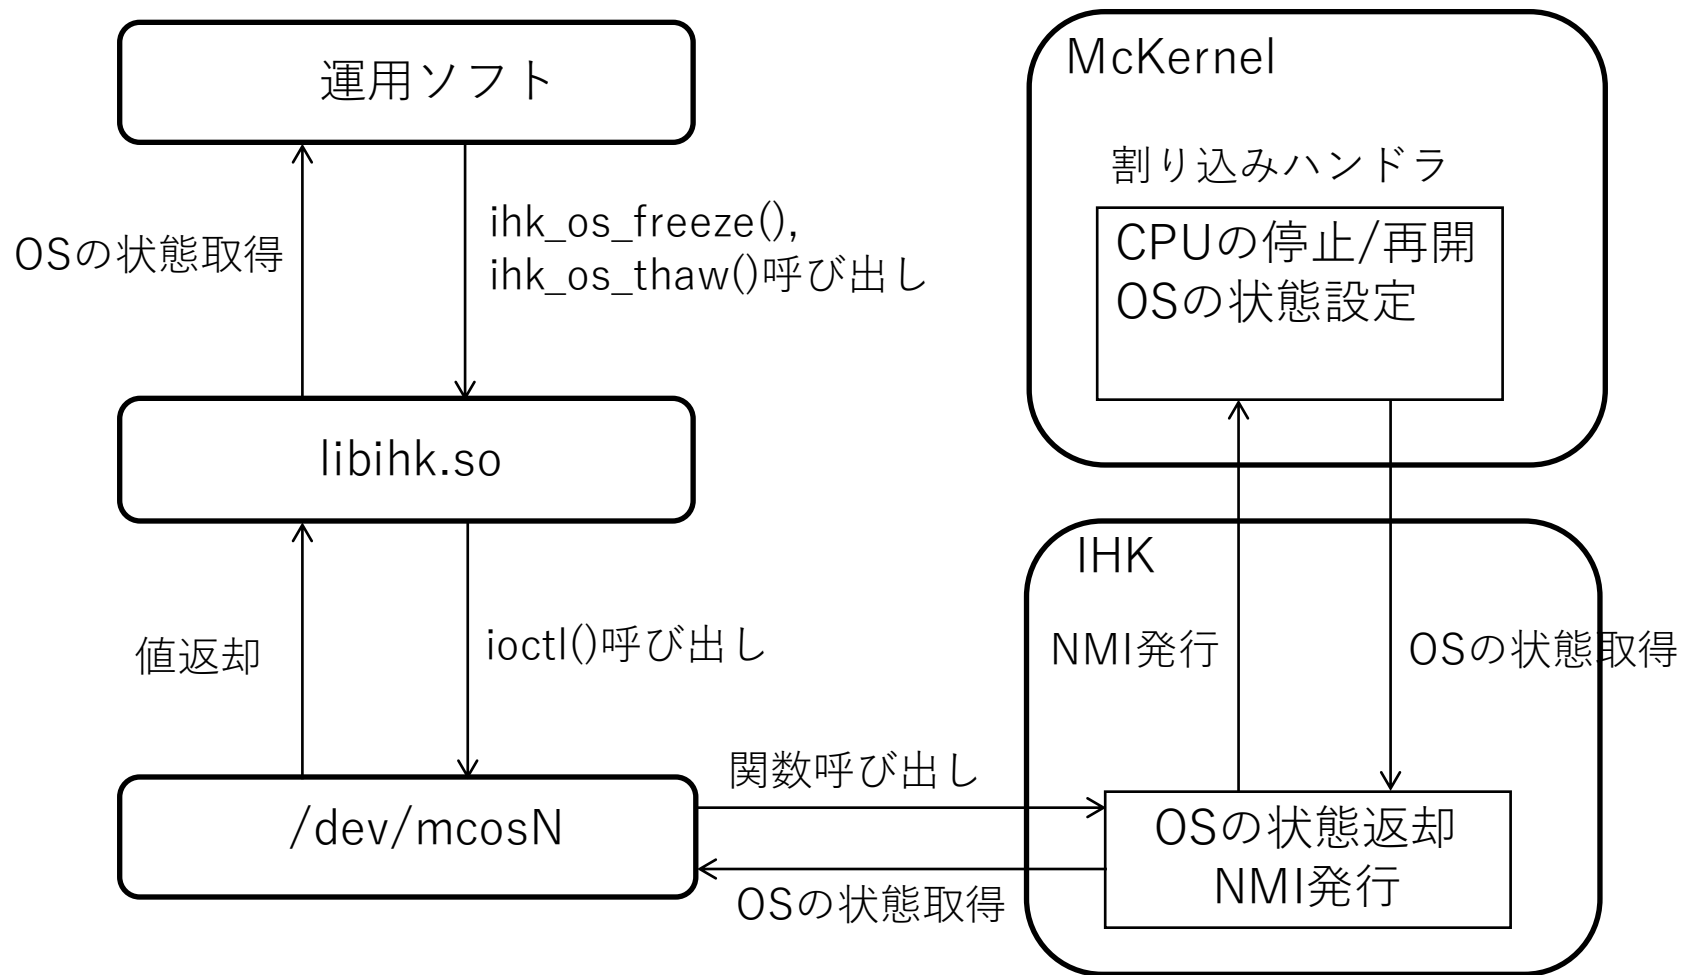 運用ソフト
OSの状態取得
ihk_os_freeze(),
ihk_os_thaw()呼び出し
libihk.so
値返却
ioctl()呼び出し
/dev/mcosN
関数呼び出し
OSの状態取得
McKernel
割り込みハンドラ
CPUの停止/再開
OSの状態設定
IHK
NMI発行
OSの状態取得
OSの状態返却
NMI発行